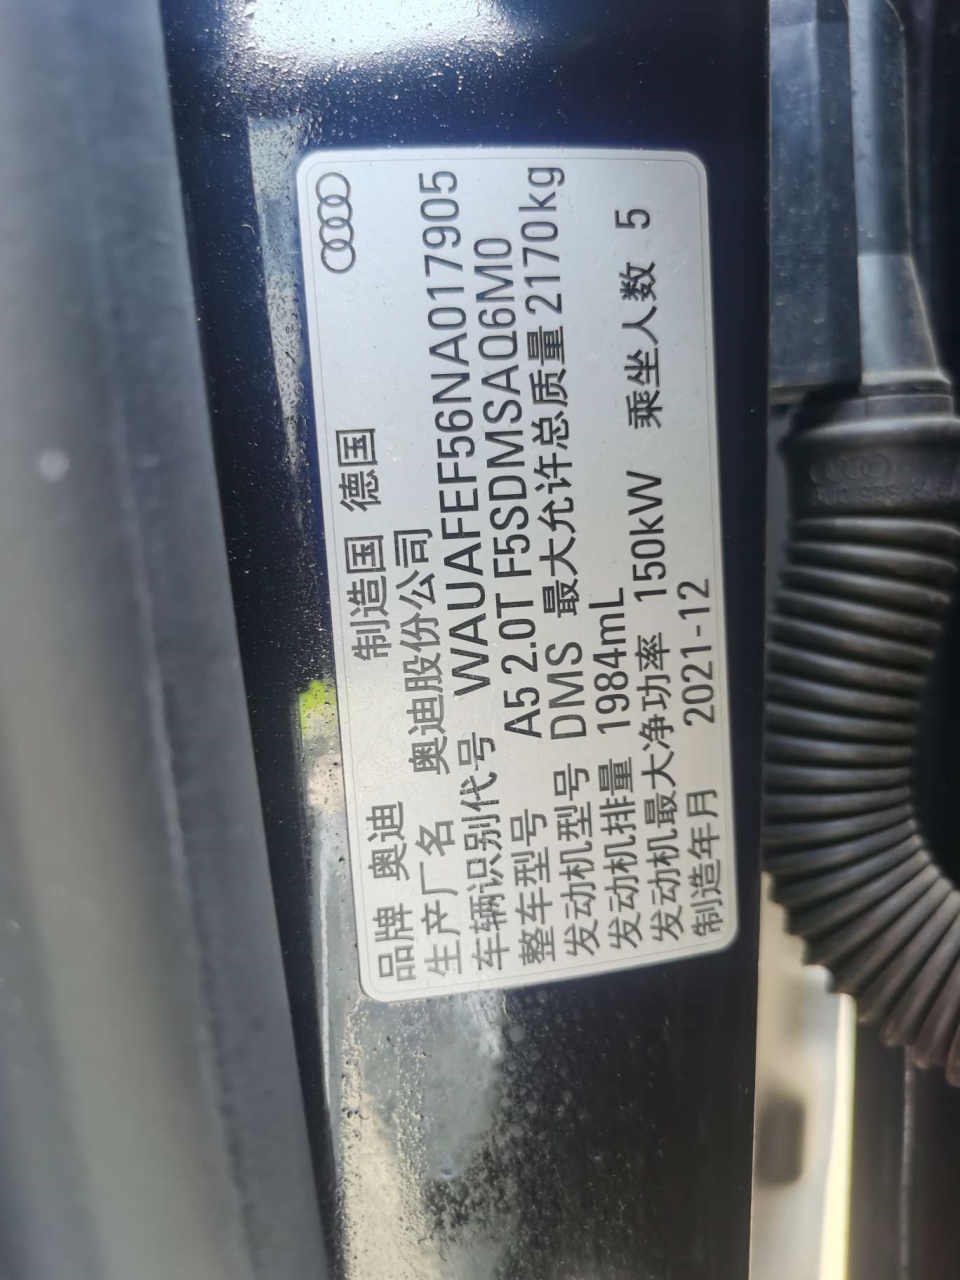 品牌 奥迪 制造国 德国
生产厂名 奥迪股份公司
车辆识别代号 WAUAFEF56NA017905
整车型号 A5 2.0T F5SDMSAQ6M0
发动机型号 DMS 最大允许总质量 2170kg
发动机排量 1984mL
发动机最大净功率 150kW 乘坐人数 5
制造年月 2021-12